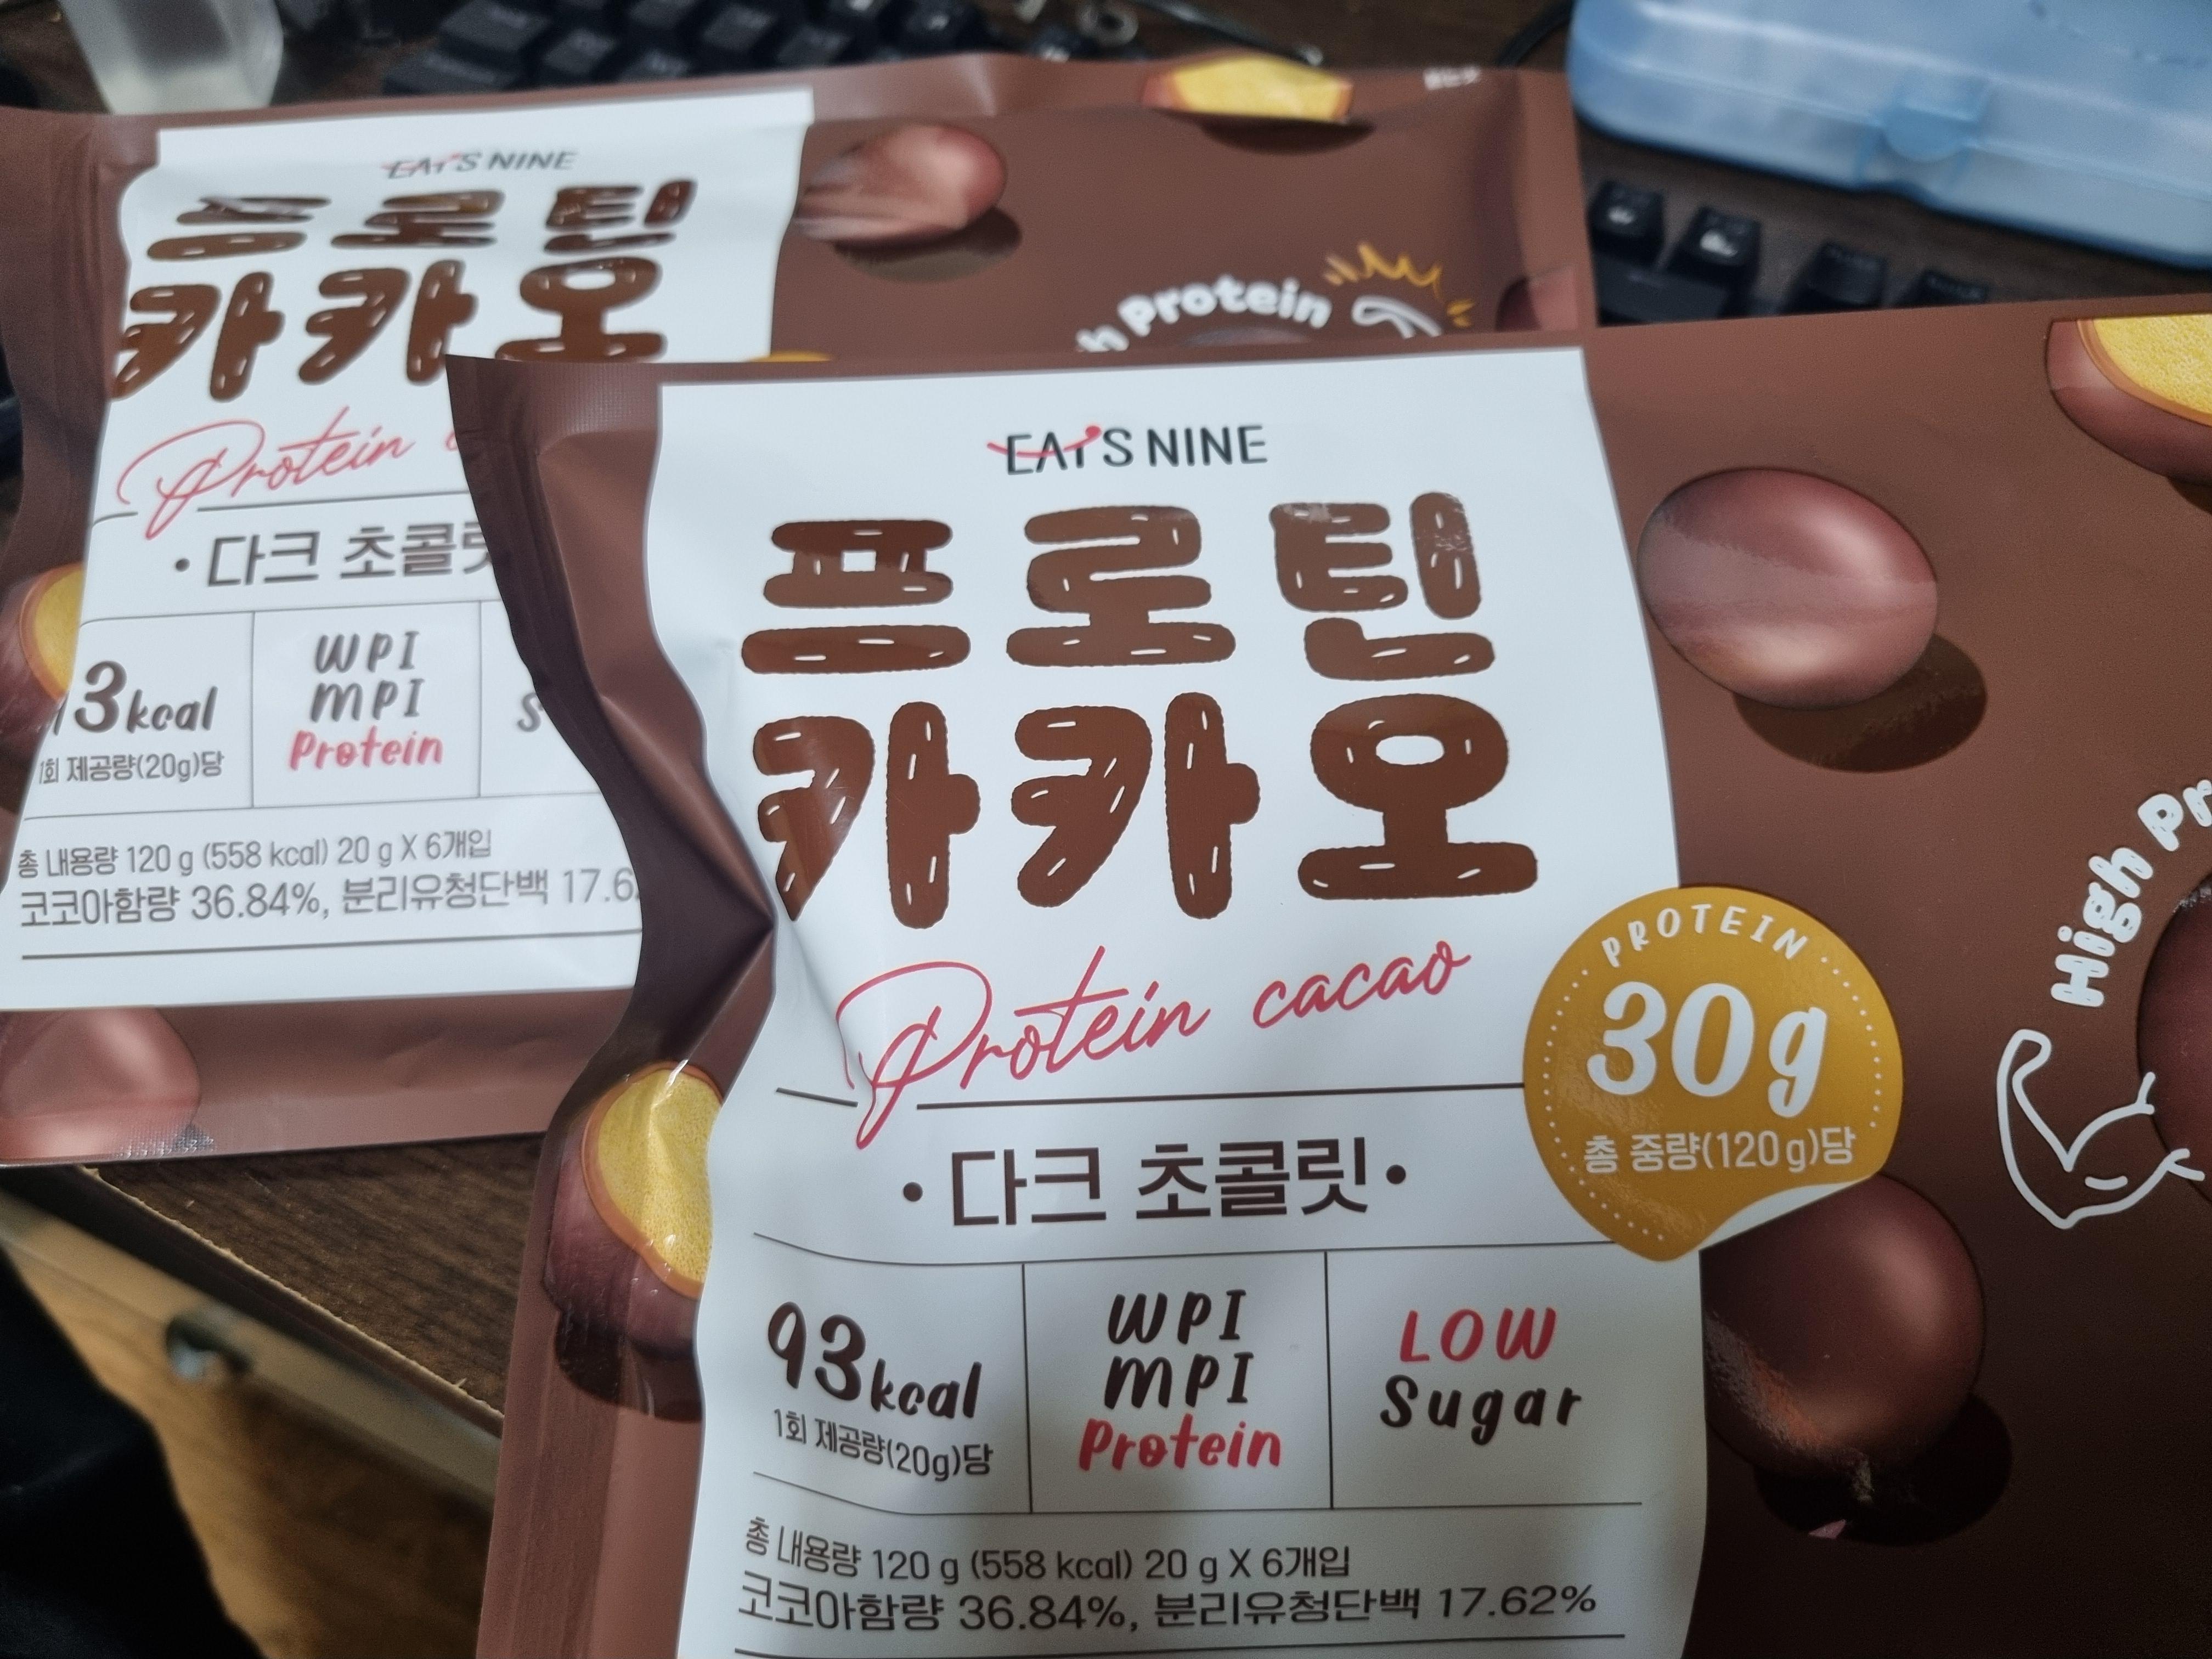 EAT'S NINE
프로틴
카카오
Protein
다크 초콜릿
3kcal
1회 제공량(20g)당
WPI
MPI
Protein
총 내용량 120 g (558 kcal) 20 g X 6개입
코코아함량 36.84%, 분리유청단백 17.6
Protein
EAT'S NINE
프로틴
카카오
Protein cacao
• 다크 초콜릿 •
PROTEIN
30g
총 중량(120g)당
93kcal
1회 제공량(20g)당
WPI
MPI
Protein
LOW
Sugar
총 내용량 120 g (558 kcal) 20 g X 6개입
코코아함량 36.84%, 분리유청단백 17.62%
High Pr